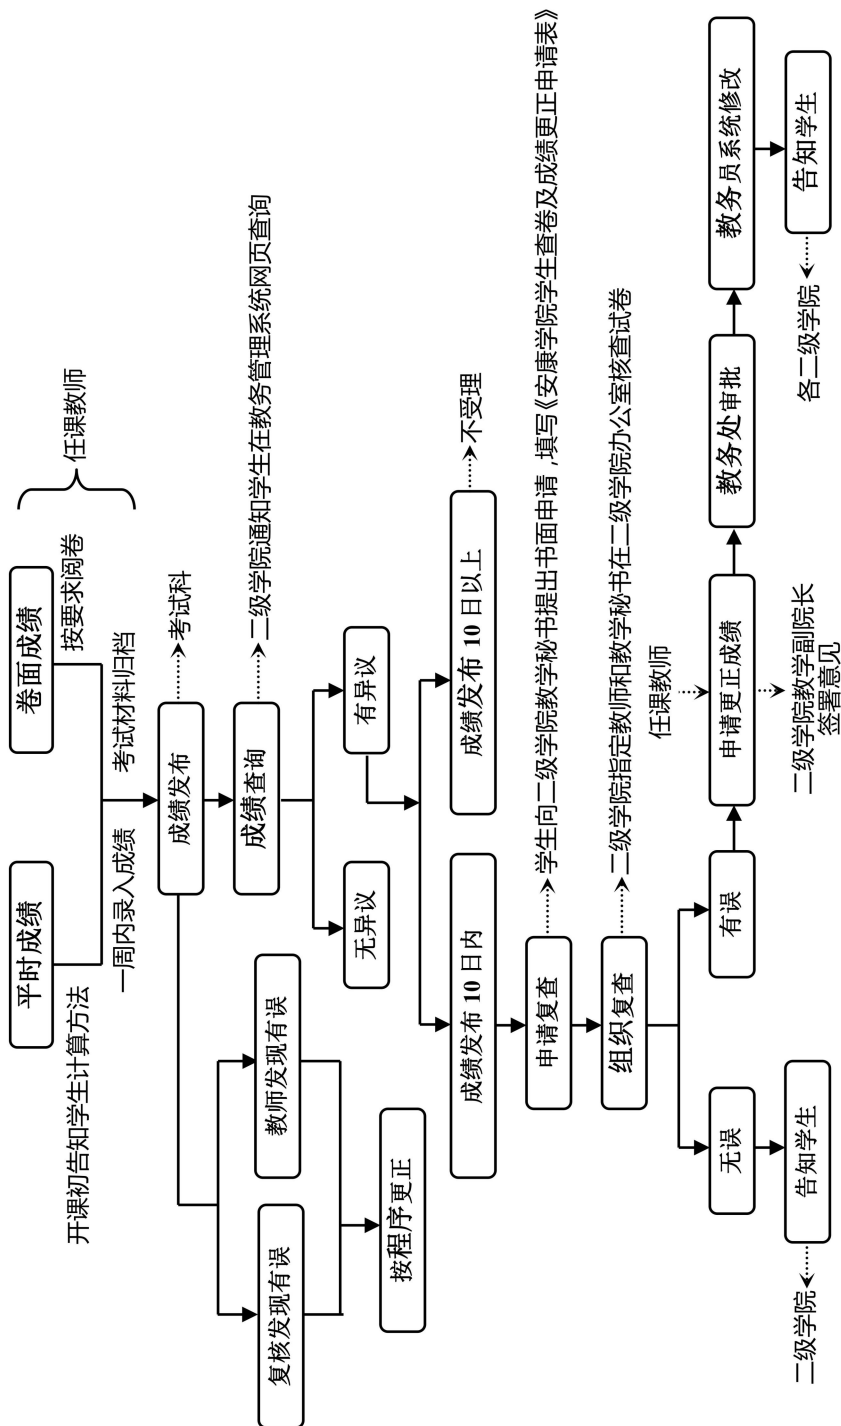 平时成绩
卷面成绩
开课初告知学生计算方法
按要求阅卷
任课教师
一周内录入成绩
考试材料归档
成绩发布
考试科
成绩查询
二级学院通知学生在教务管理系统网页查询
复核发现有误
教师发现有误
无异议
有异议
按程序更正
成绩发布 10 日内
成绩发布 10 日以上
不受理
申请复查
学生向二级学院教学秘书提出书面申请,填写《安康学院学生查卷及成绩更正申请表》
组织复查
二级学院指定教师和教学秘书在二级学院办公室核查试卷
任课教师
无误
有误
申请更正成绩
教务处审批
教务员系统修改
二级学院
告知学生
二级学院教学副院长
签署意见
各二级学院
告知学生